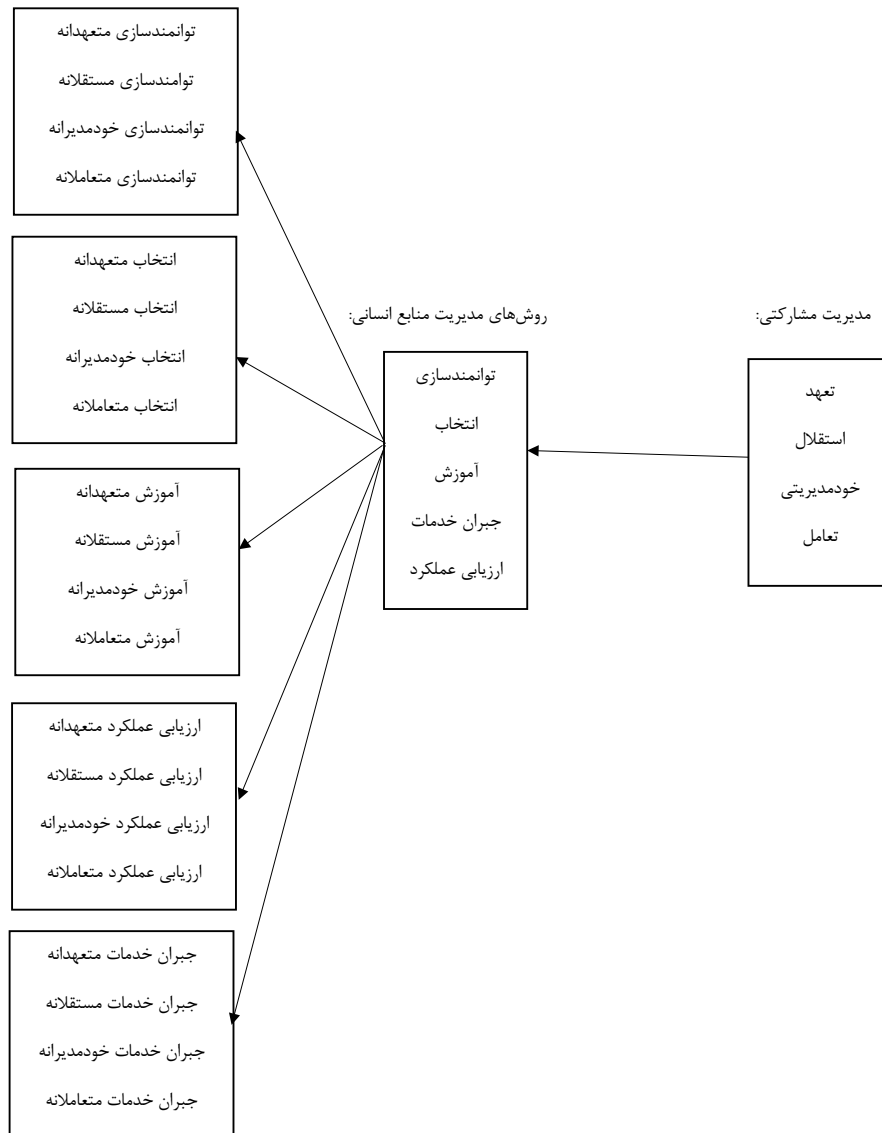 مدیریت مشارکتی:
تعهد
استقلال
خودمدیریتی
تعامل
روش‌های مدیریت منابع انسانی:
توانمندسازی
انتخاب
آموزش
جبران خدمات
ارزیابی عملکرد
توانمندسازی متعهدانه
توامندسازی مستقلانه
توانمندسازی خودمدیرانه
توانمندسازی متعاملانه
انتخاب متعهدانه
انتخاب مستقلانه
انتخاب خودمدیرانه
انتخاب متعاملانه
آموزش متعهدانه
آموزش مستقلانه
آموزش خودمدیرانه
آموزش متعاملانه
ارزیابی عملکرد متعهدانه
ارزیابی عملکرد مستقلانه
ارزیابی عملکرد خودمدیرانه
ارزیابی عملکرد متعاملانه
جبران خدمات متعهدانه
جبران خدمات مستقلانه
جبران خدمات خودمدیرانه
جبران خدمات متعاملانه